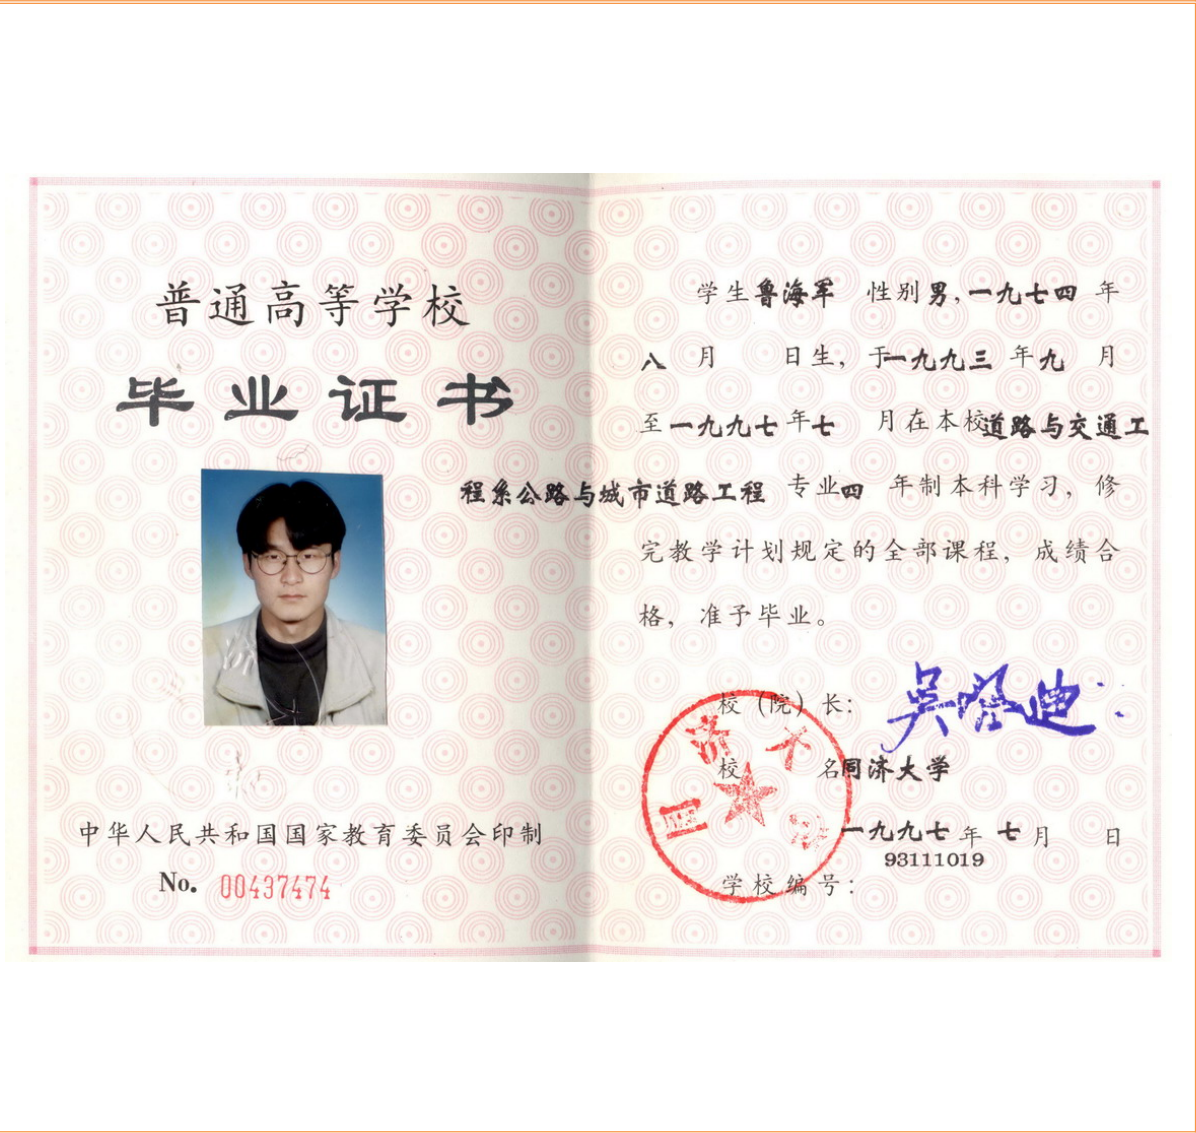 普通高等学校
毕业证书
中华人民共和国国家教育委员会印制
No. 00437474
学生鲁海军 性别男,一九七四年
八月 日生，于一九九三年九月
至一九九七年七月在本校道路与交通工
程系公路与城市道路工程 专业四 年制本科学习，修
完教学计划规定的全部课程，成绩合
格，准予毕业。
校（院）长：吴启迪
校 名同济大学
一九九七年七月 日
93111019
学校编号：